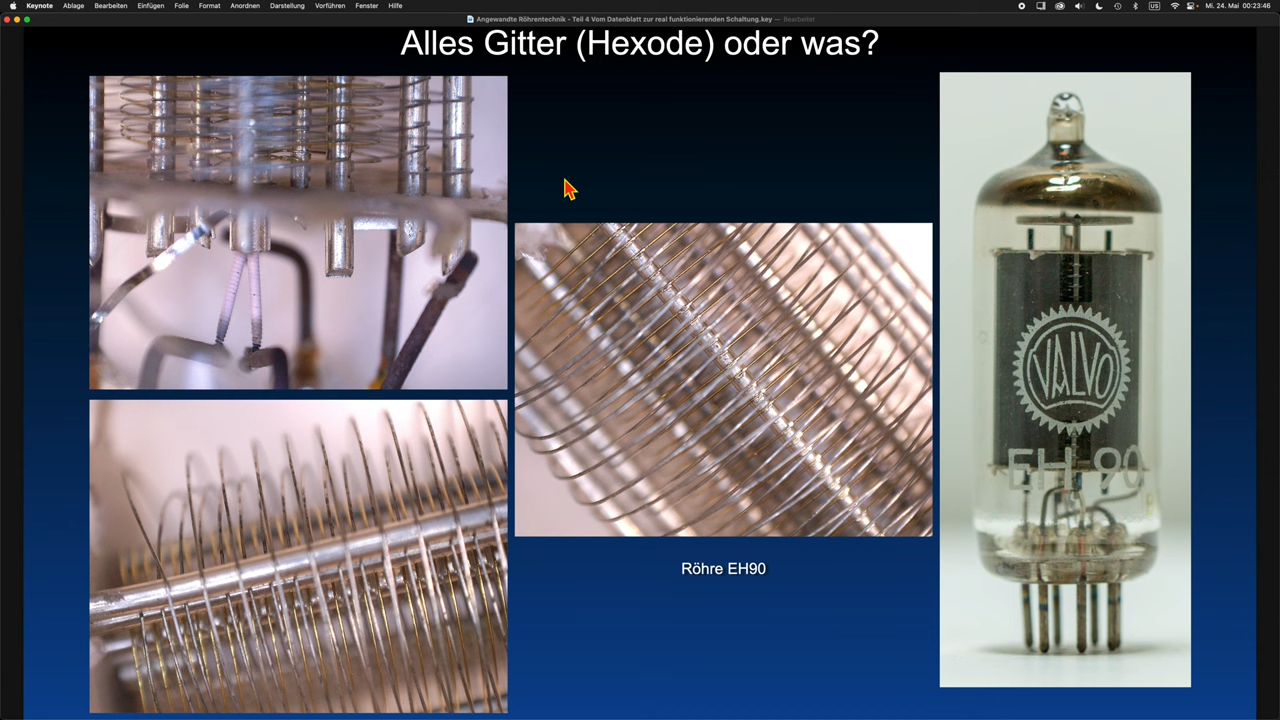 Keynote Ablage Bearbeiten Einfügen Folie Format Anordnen Darstellung Vorführen Fenster Hilfe US Mi. 24. Mai 00:23:46
Angewandte Röhrentechnik - Teil 4 Vom Datenblatt zur real funktionierenden Schaltung.key — Bearbeitet
Alles Gitter (Hexode) oder was?
VALVO
EH 90
Röhre EH90